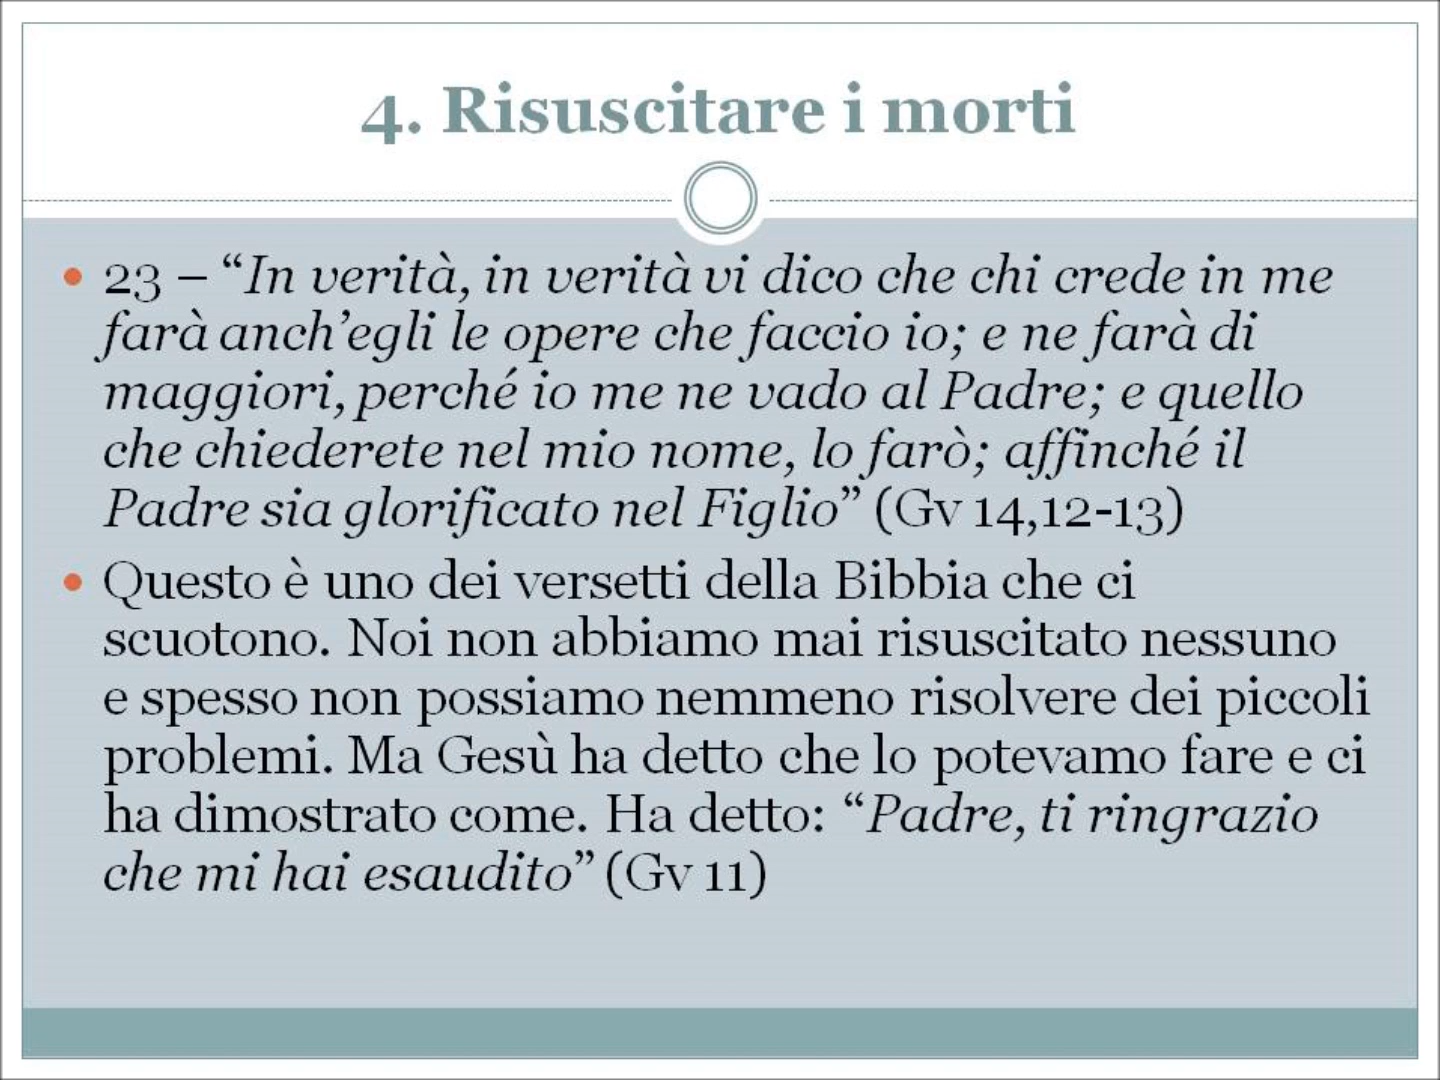 4. Risuscitare i morti
• 23 – “In verità, in verità vi dico che chi crede in me
farà anch’egli le opere che faccio io; e ne farà di
maggiori, perché io me ne vado al Padre; e quello
che chiederete nel mio nome, lo farò; affinché il
Padre sia glorificato nel Figlio” (Gv 14,12-13)
• Questo è uno dei versetti della Bibbia che ci
scuotono. Noi non abbiamo mai risuscitato nessuno
e spesso non possiamo nemmeno risolvere dei piccoli
problemi. Ma Gesù ha detto che lo potevamo fare e ci
ha dimostrato come. Ha detto: “Padre, ti ringrazio
che mi hai esaudito” (Gv 11)